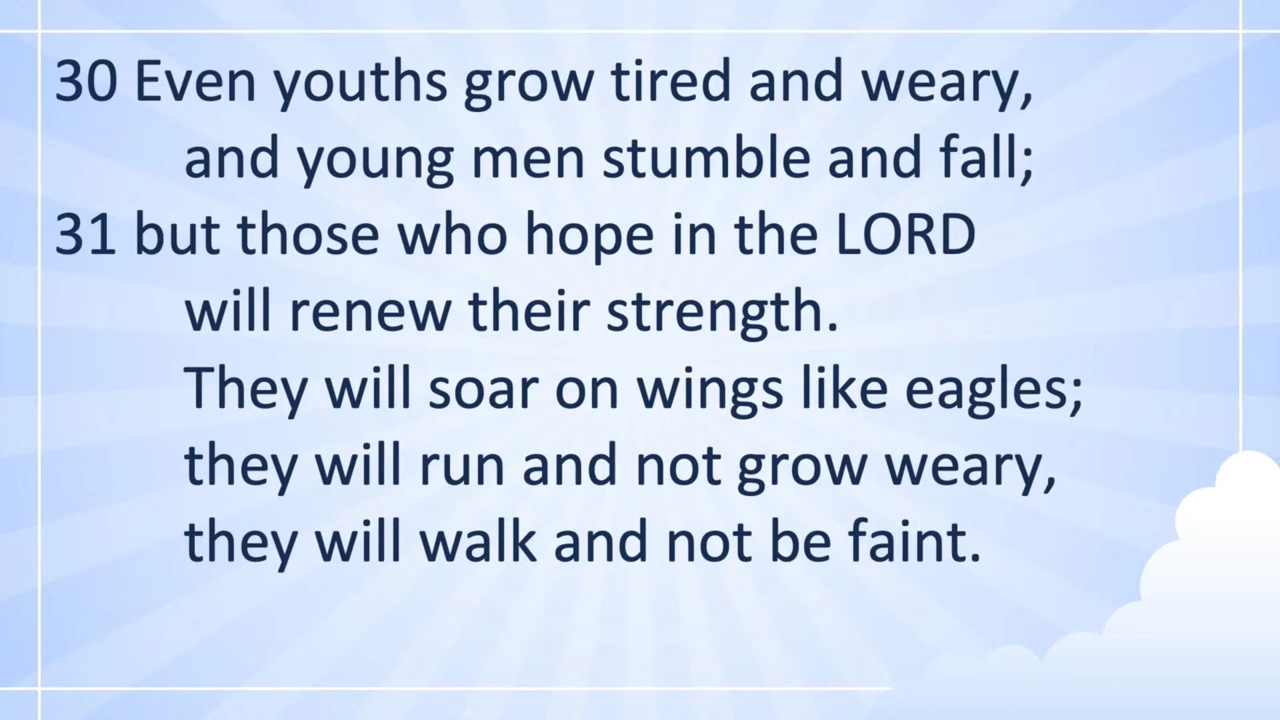 30 Even youths grow tired and weary,
and young men stumble and fall;
31 but those who hope in the LORD
will renew their strength.
They will soar on wings like eagles;
they will run and not grow weary,
they will walk and not be faint.